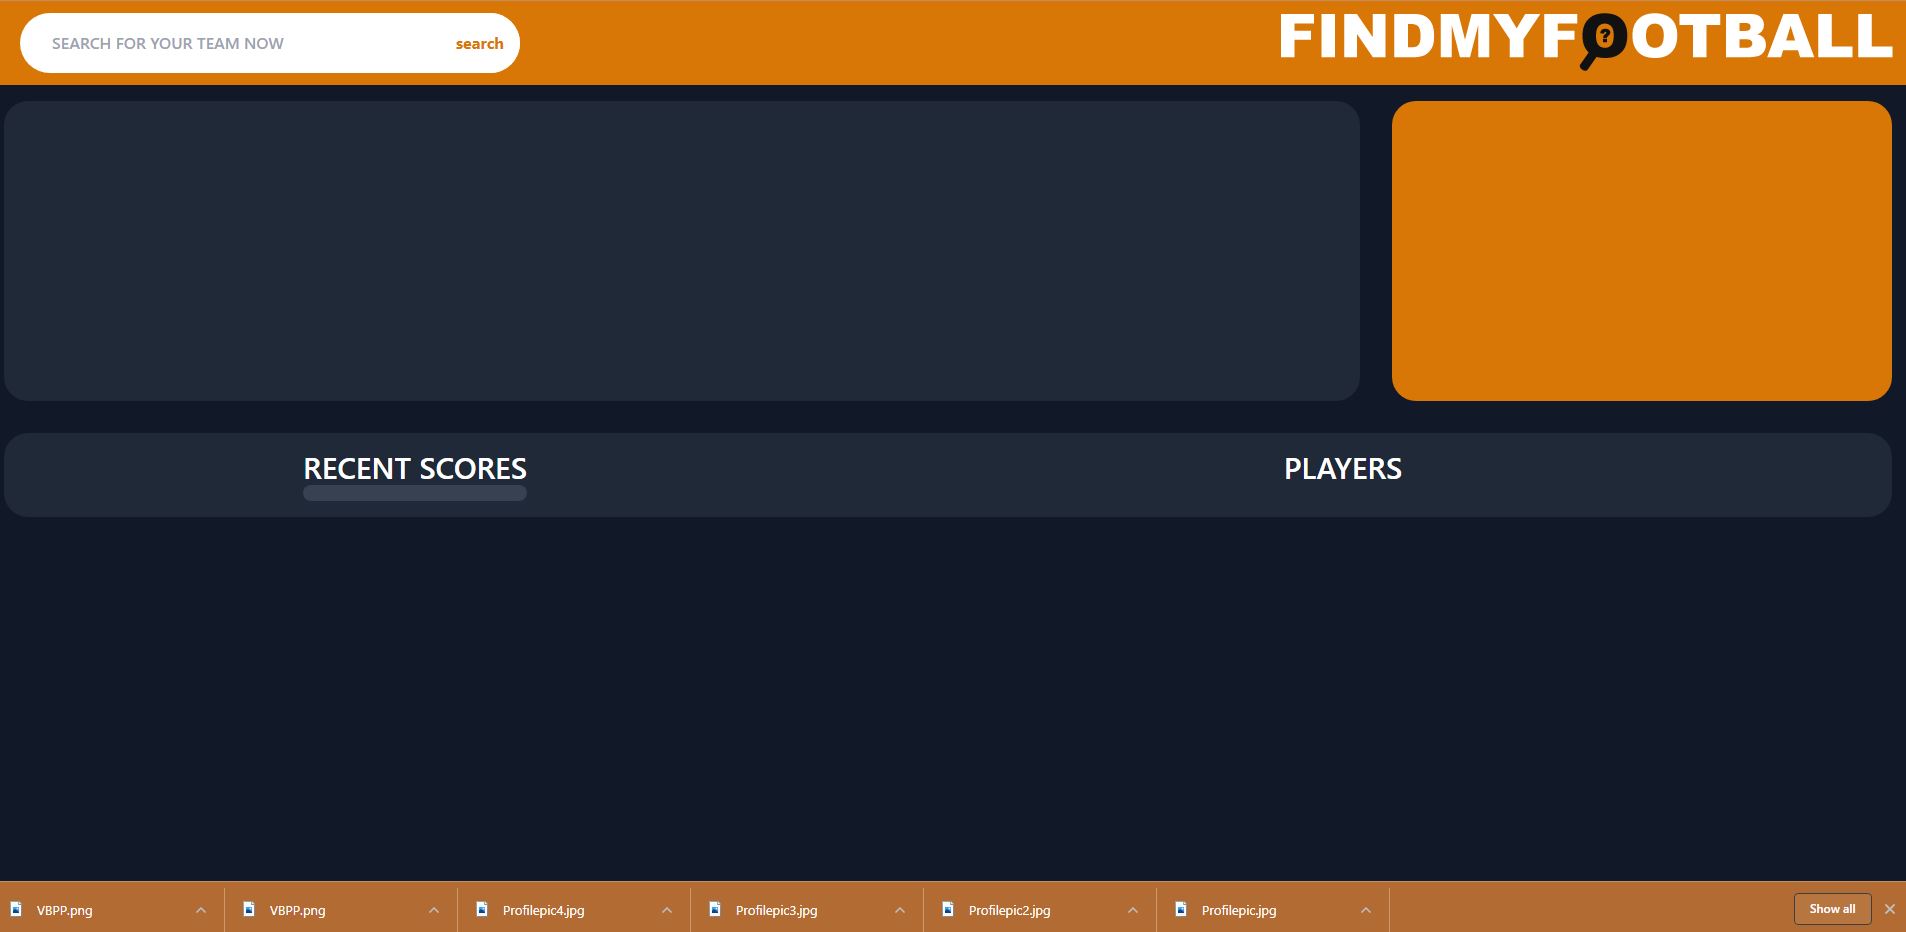 SEARCH FOR YOUR TEAM NOW search
FINDMYFOOTBALL
?
RECENT SCORES
PLAYERS
VBPP.png
VBPP.png
Profilepic4.jpg
Profilepic3.jpg
Profilepic2.jpg
Profilepic.jpg
Show all